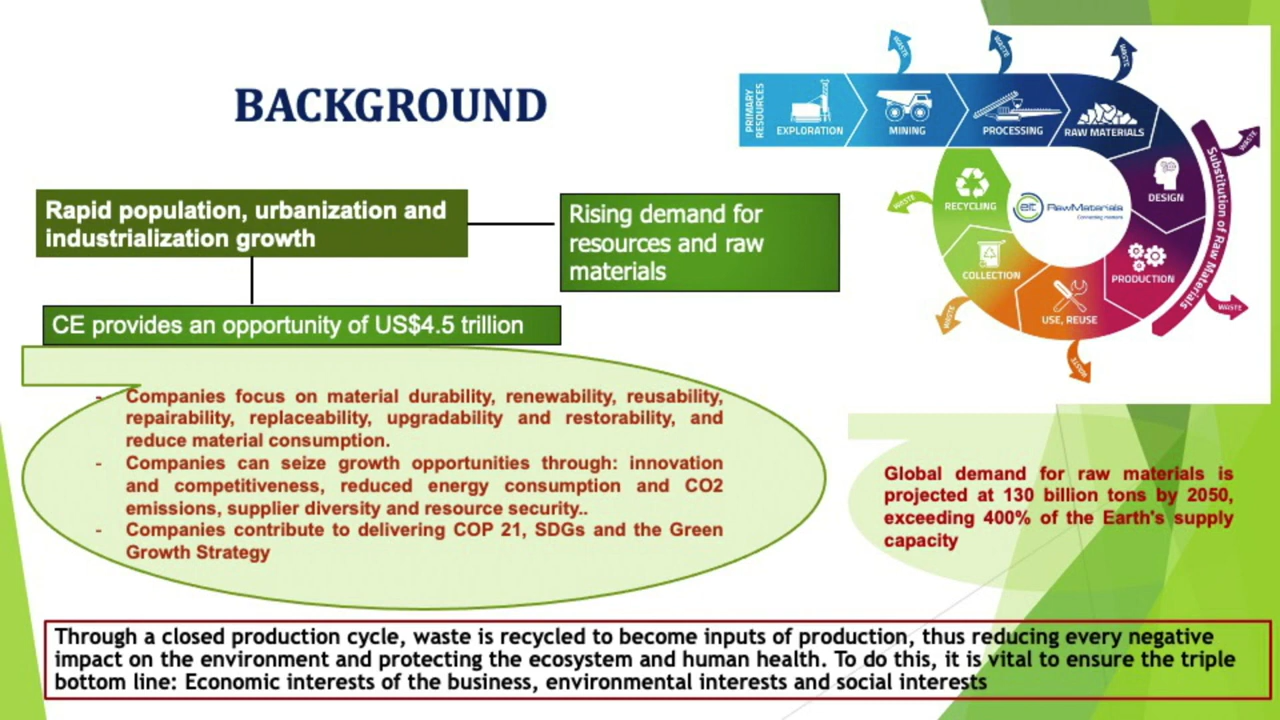 BACKGROUND
Rapid population, urbanization and
industrialization growth
Rising demand for
resources and raw
materials
CE provides an opportunity of US$4.5 trillion
- Companies focus on material durability, renewability, reusability,
repairability, replaceability, upgradability and restorability, and
reduce material consumption.
- Companies can seize growth opportunities through: innovation
and competitiveness, reduced energy consumption and CO2
emissions, supplier diversity and resource security..
- Companies contribute to delivering COP 21, SDGs and the Green
Growth Strategy
PRIMARY
RESOURCES
EXPLORATION
MINING
PROCESSING
RAW MATERIALS
DESIGN
PRODUCTION
USE, REUSE
COLLECTION
RECYCLING
Substitution of Raw Materials
WASTE
WASTE
WASTE
WASTE
WASTE
WASTE
WASTE
WASTE
eit RawMaterials
Connecting matters
Global demand for raw materials is
projected at 130 billion tons by 2050,
exceeding 400% of the Earth's supply
capacity
Through a closed production cycle, waste is recycled to become inputs of production, thus reducing every negative
impact on the environment and protecting the ecosystem and human health. To do this, it is vital to ensure the triple
bottom line: Economic interests of the business, environmental interests and social interests